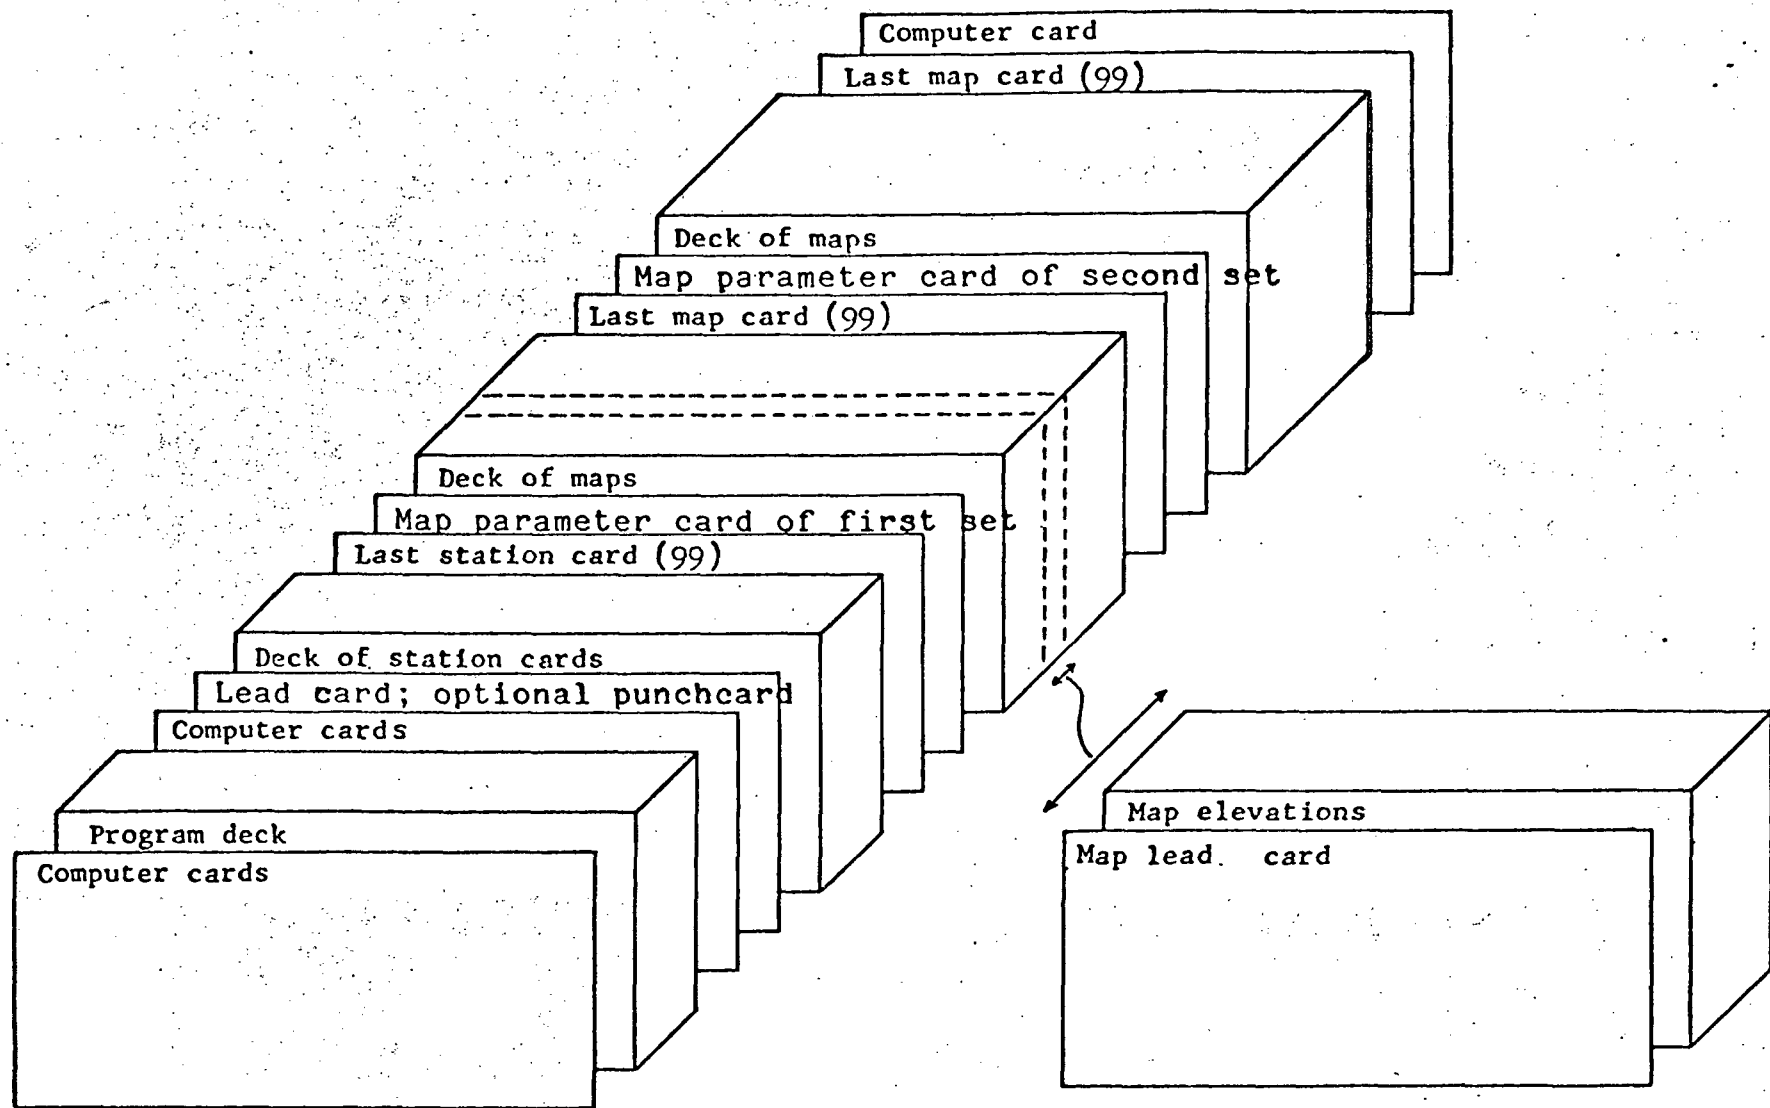 Computer card
Last map card (99)
Deck of maps
Map parameter card of second set
Last map card (99)
Deck of maps
Map parameter card of first set
Last station card (99)
Deck of station cards
Lead card; optional punchcard
Computer cards
Program deck
Computer cards
Map elevations
Map lead. card